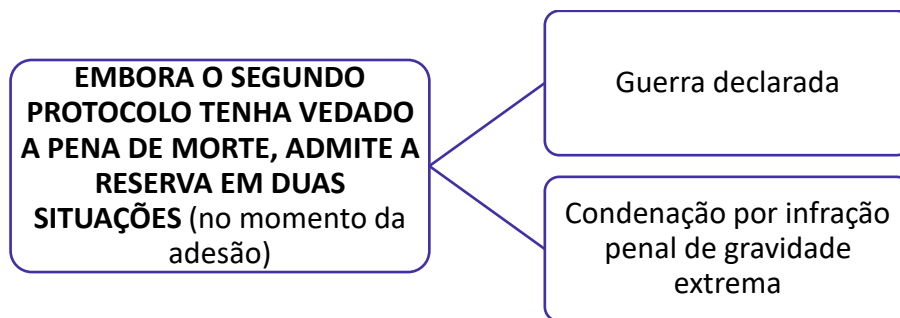 EMBORA O SEGUNDO
PROTOCOLO TENHA VEDADO
A PENA DE MORTE, ADMITE A
RESERVA EM DUAS
SITUAÇÕES (no momento da
adesão)
Guerra declarada
Condenação por infração
penal de gravidade
extrema